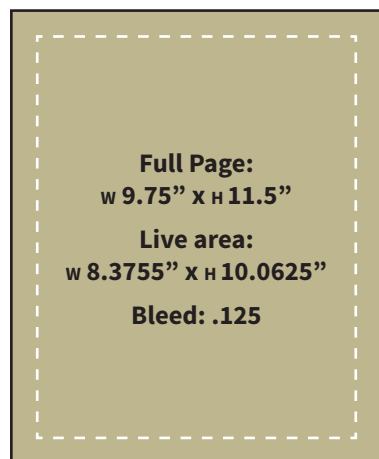 Full Page:
W 9.75” x H 11.5”
Live area:
W 8.3755” x H 10.0625”
Bleed: .125